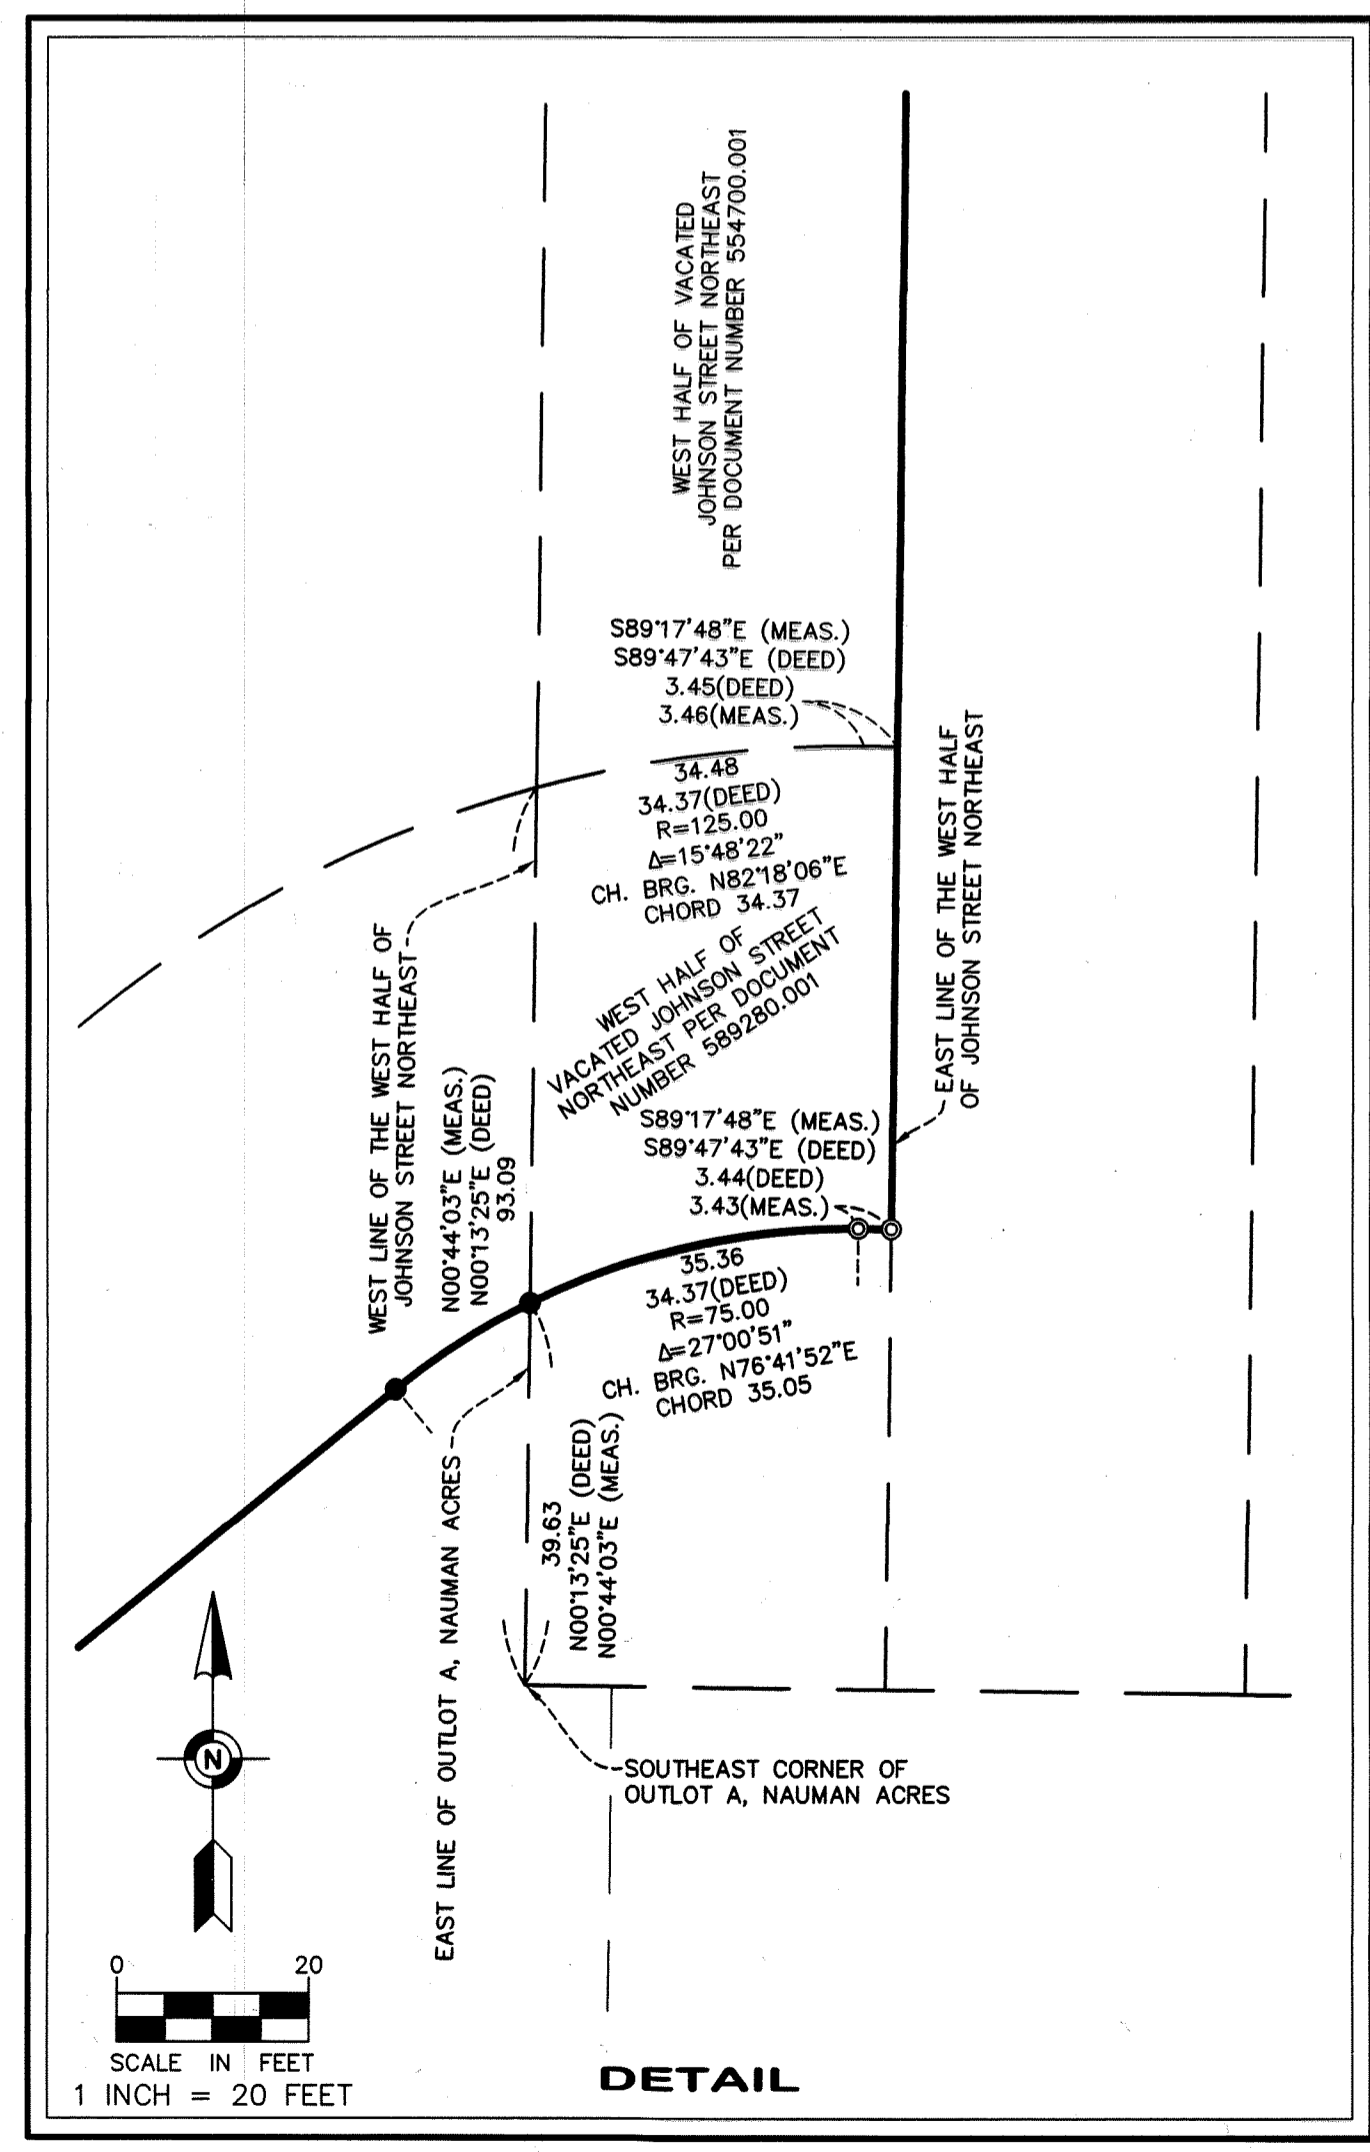 WEST HALF OF VACATED
JOHNSON STREET NORTHEAST
PER DOCUMENT NUMBER 554700.001
S89°17'48"E (MEAS.)
S89°47'43"E (DEED)
3.45(DEED)
3.46(MEAS.)
34.48
34.37(DEED)
R=125.00
Δ=15°48'22"
CH. BRG. N82°18'06"E
CHORD 34.37
WEST HALF OF
VACATED JOHNSON STREET
NORTHEAST PER DOCUMENT
NUMBER 589280.001
EAST LINE OF THE WEST HALF
OF JOHNSON STREET NORTHEAST
WEST LINE OF THE WEST HALF OF
JOHNSON STREET NORTHEAST
N00°44'03"E (MEAS.)
N00°13'25"E (DEED)
93.09
S89°17'48"E (MEAS.)
S89°47'43"E (DEED)
3.44(DEED)
3.43(MEAS.)
35.36
34.37(DEED)
R=75.00
Δ=27°00'51"
CH. BRG. N76°41'52"E
CHORD 35.05
EAST LINE OF OUTLOT A, NAUMAN ACRES
39.63
N00°13'25"E (DEED)
N00°44'03"E (MEAS.)
SOUTHEAST CORNER OF
OUTLOT A, NAUMAN ACRES
N
0 20
SCALE IN FEET
1 INCH = 20 FEET
DETAIL